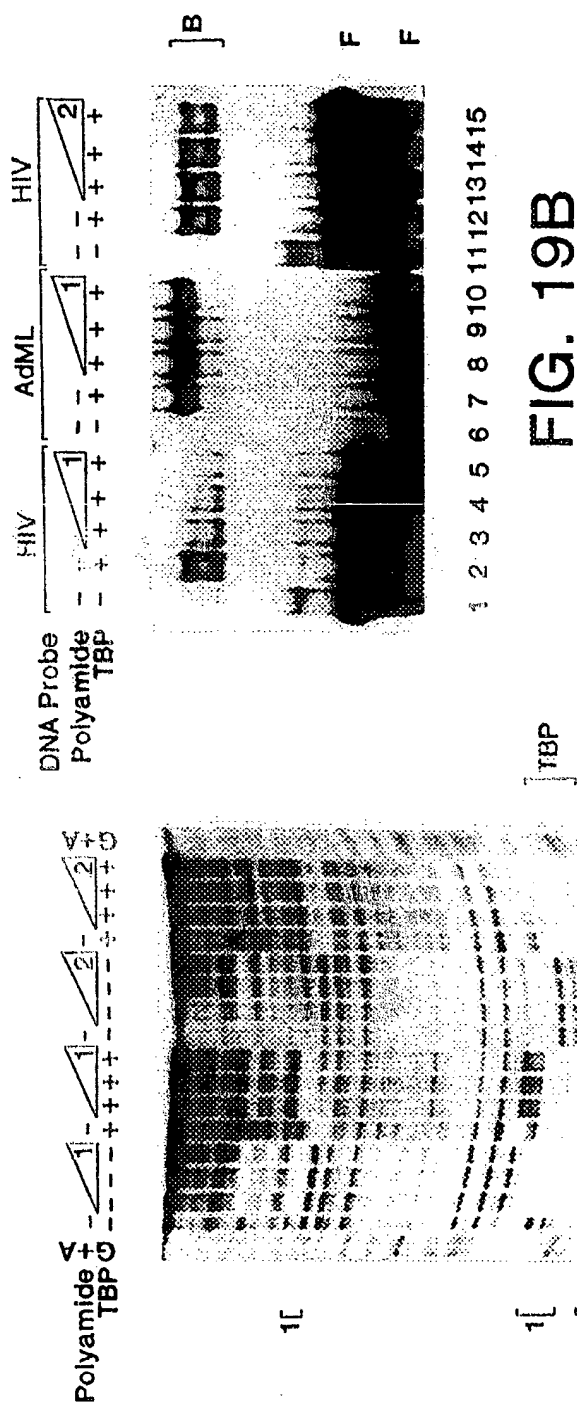 Polyamide - 1 - 1 - 2 - 2
TBP G+A - - - - - + + + + - - - - + + + + G+A
1[
1[
]TBP
HIV AdML HIV
DNA Probe
Polyamide - - 1 - - 1 - - 2
TBP - + + + + - + + + + - + + + +
]B
F
F
1 2 3 4 5 6 7 8 9 10 11 12 13 14 15
FIG. 19B